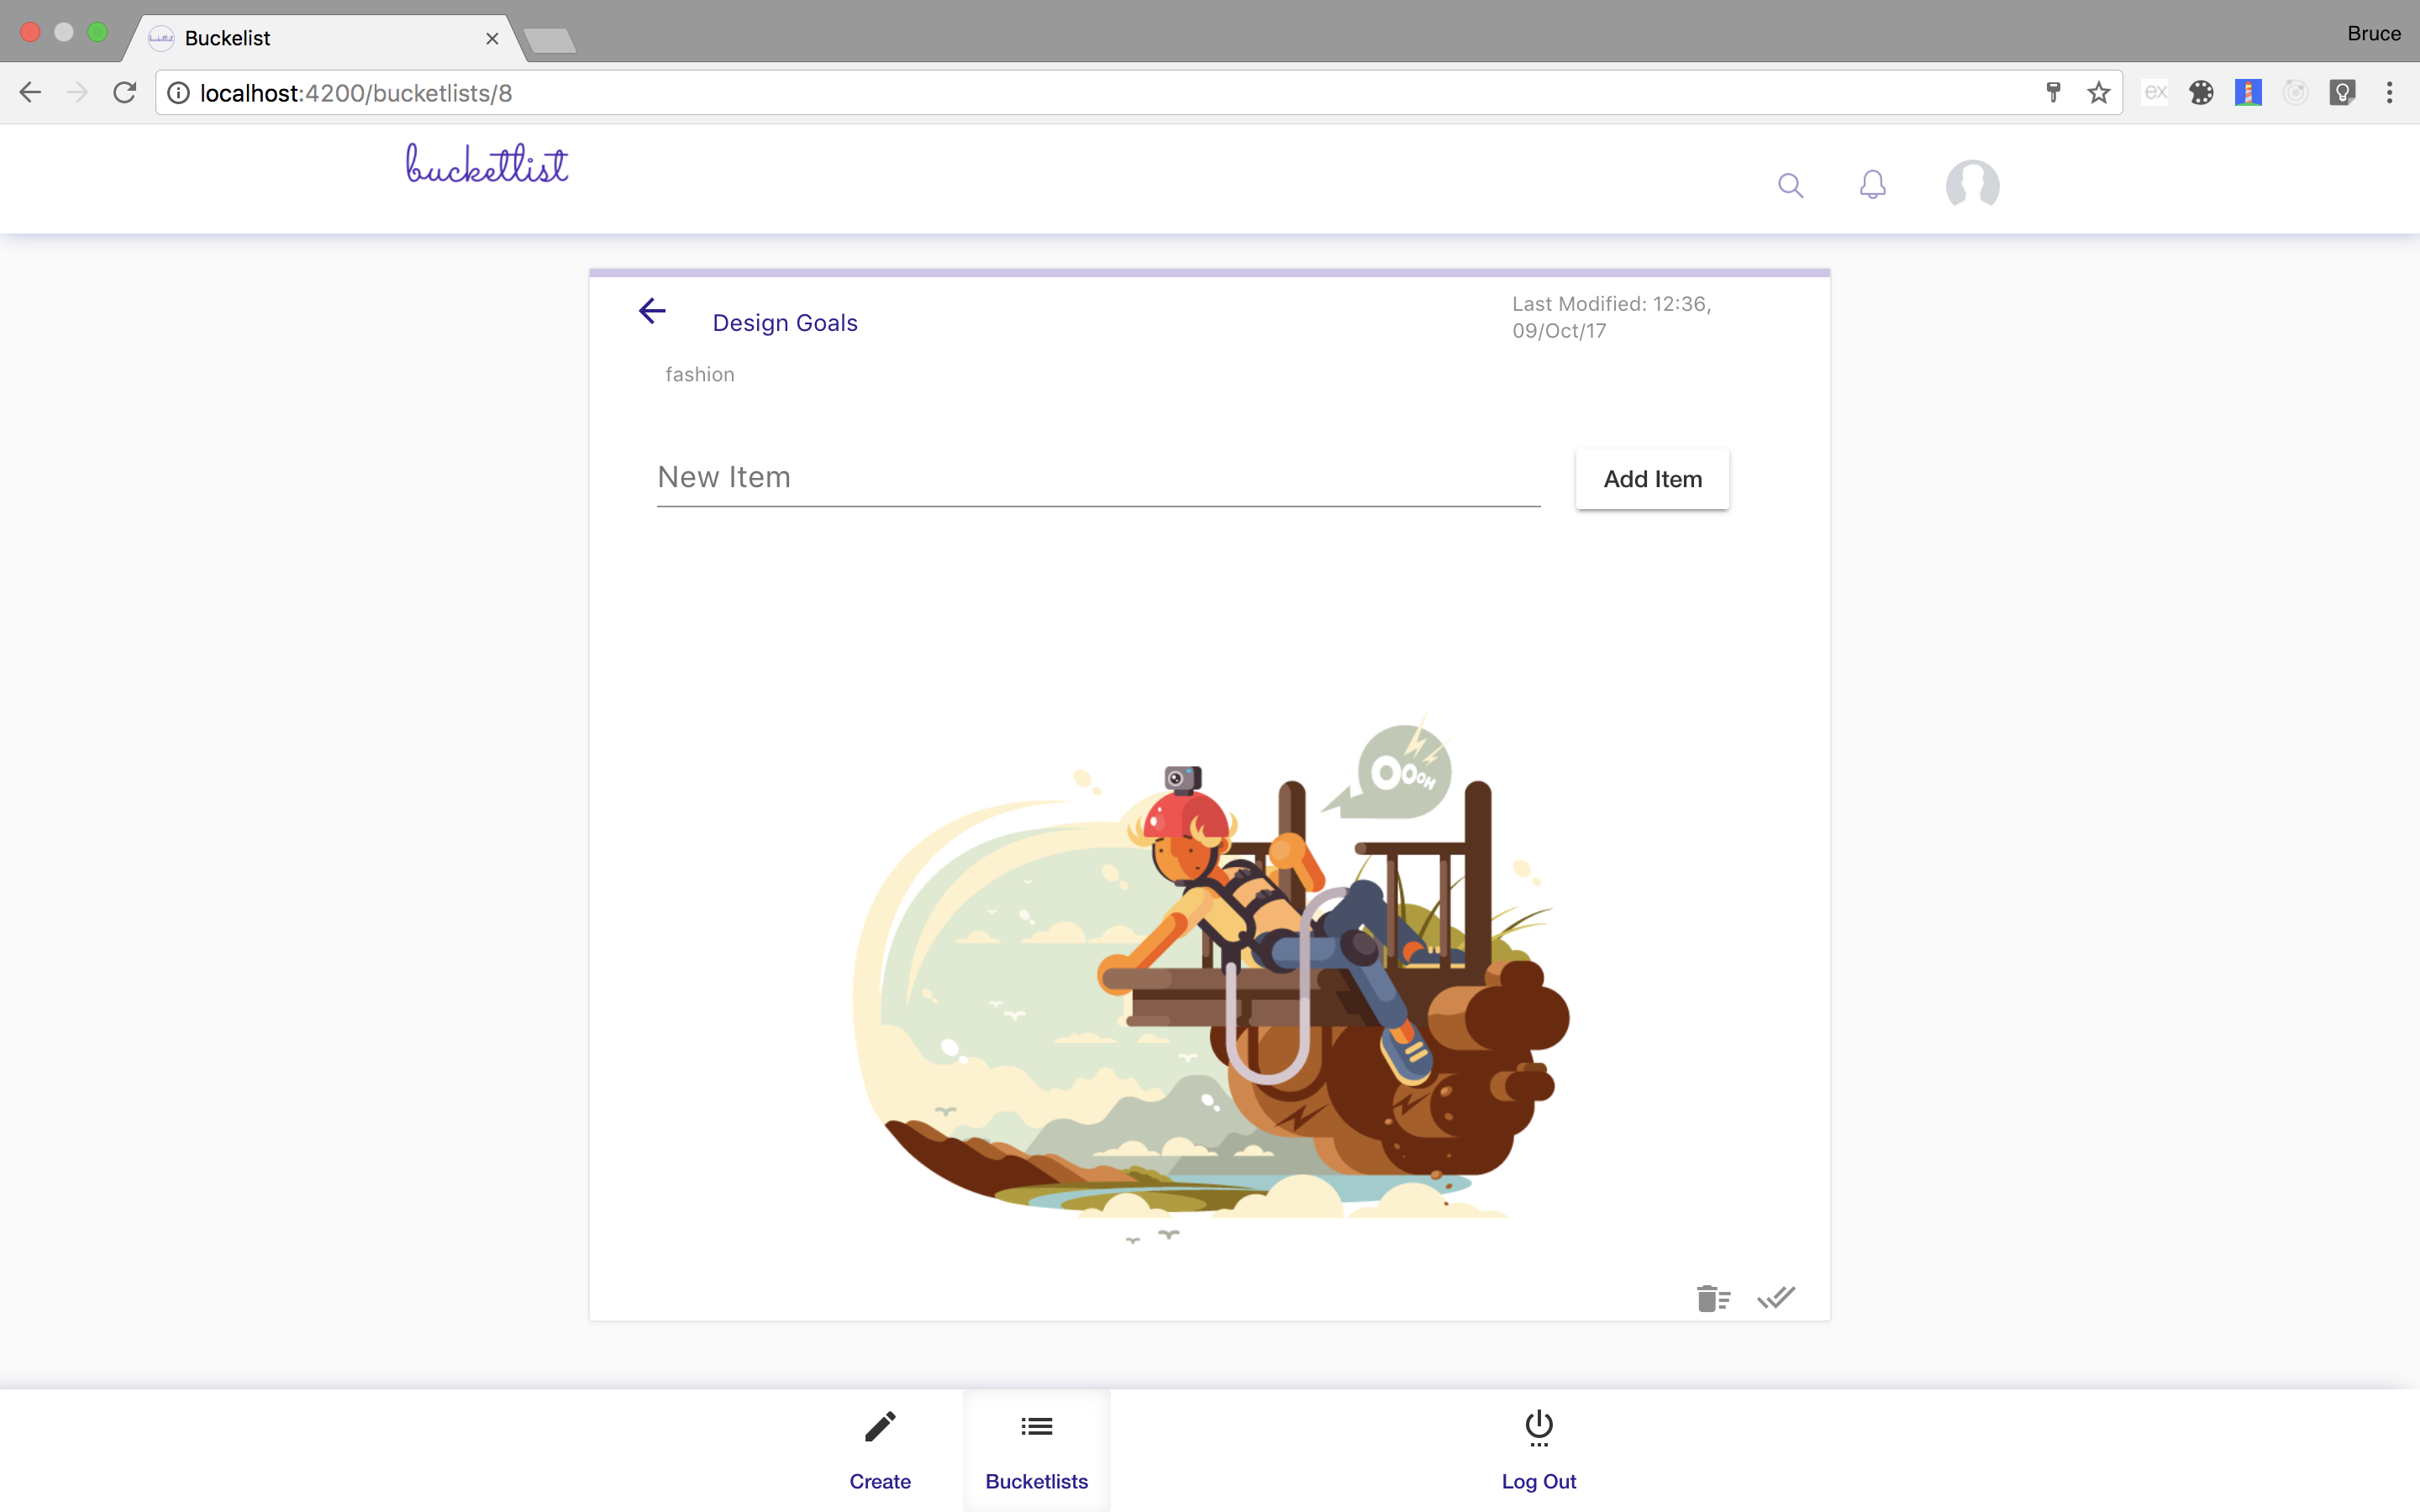 Buckelist
Bruce
localhost:4200/bucketlists/8
ex
bucketlist
Design Goals
Last Modified: 12:36,
09/Oct/17
fashion
New Item
Add Item
OOOOH
Create
Bucketlists
Log Out